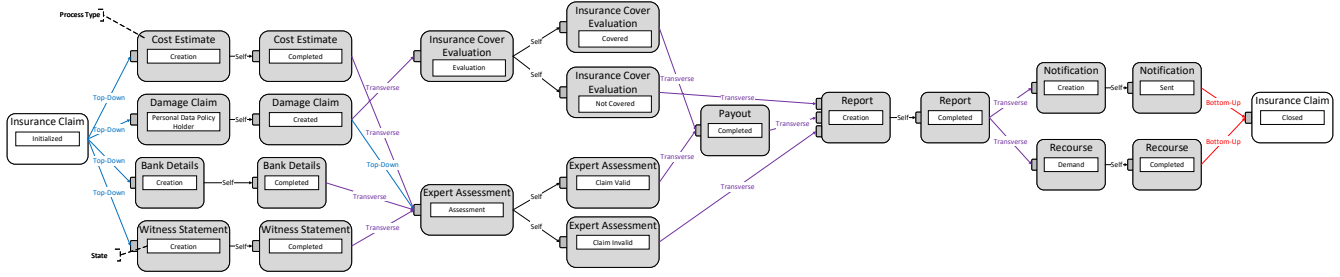 Process Type
Insurance Claim
Initialized
Top-Down
Top-Down
Top-Down
Top-Down
Cost Estimate
Creation
Self
Cost Estimate
Completed
Damage Claim
Personal Data Policy
Holder
Self
Damage Claim
Created
Bank Details
Creation
Self
Bank Details
Completed
Witness Statement
Creation
Self
Witness Statement
Completed
State
Transverse
Transverse
Top-Down
Transverse
Transverse
Insurance Cover
Evaluation
Evaluation
Self
Self
Insurance Cover
Evaluation
Covered
Insurance Cover
Evaluation
Not Covered
Expert Assessment
Assessment
Self
Self
Expert Assessment
Claim Valid
Expert Assessment
Claim Invalid
Transverse
Transverse
Transverse
Payout
Completed
Transverse
Transverse
Report
Creation
Self
Report
Completed
Transverse
Transverse
Notification
Creation
Self
Notification
Sent
Recourse
Demand
Self
Recourse
Completed
Bottom-Up
Bottom-Up
Insurance Claim
Closed